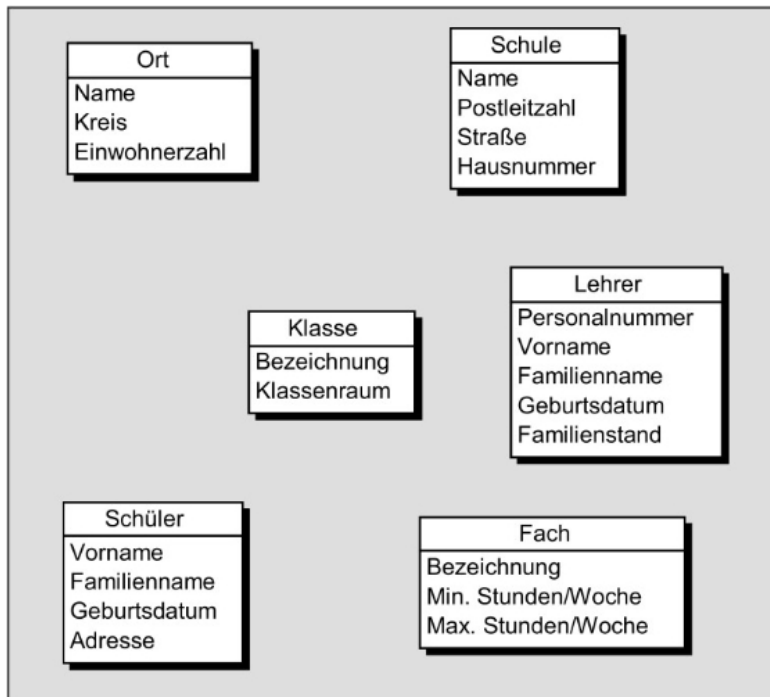 Ort
Name
Kreis
Einwohnerzahl
Schule
Name
Postleitzahl
Straße
Hausnummer
Klasse
Bezeichnung
Klassenraum
Lehrer
Personalnummer
Vorname
Familienname
Geburtsdatum
Familienstand
Schüler
Vorname
Familienname
Geburtsdatum
Adresse
Fach
Bezeichnung
Min. Stunden/Woche
Max. Stunden/Woche